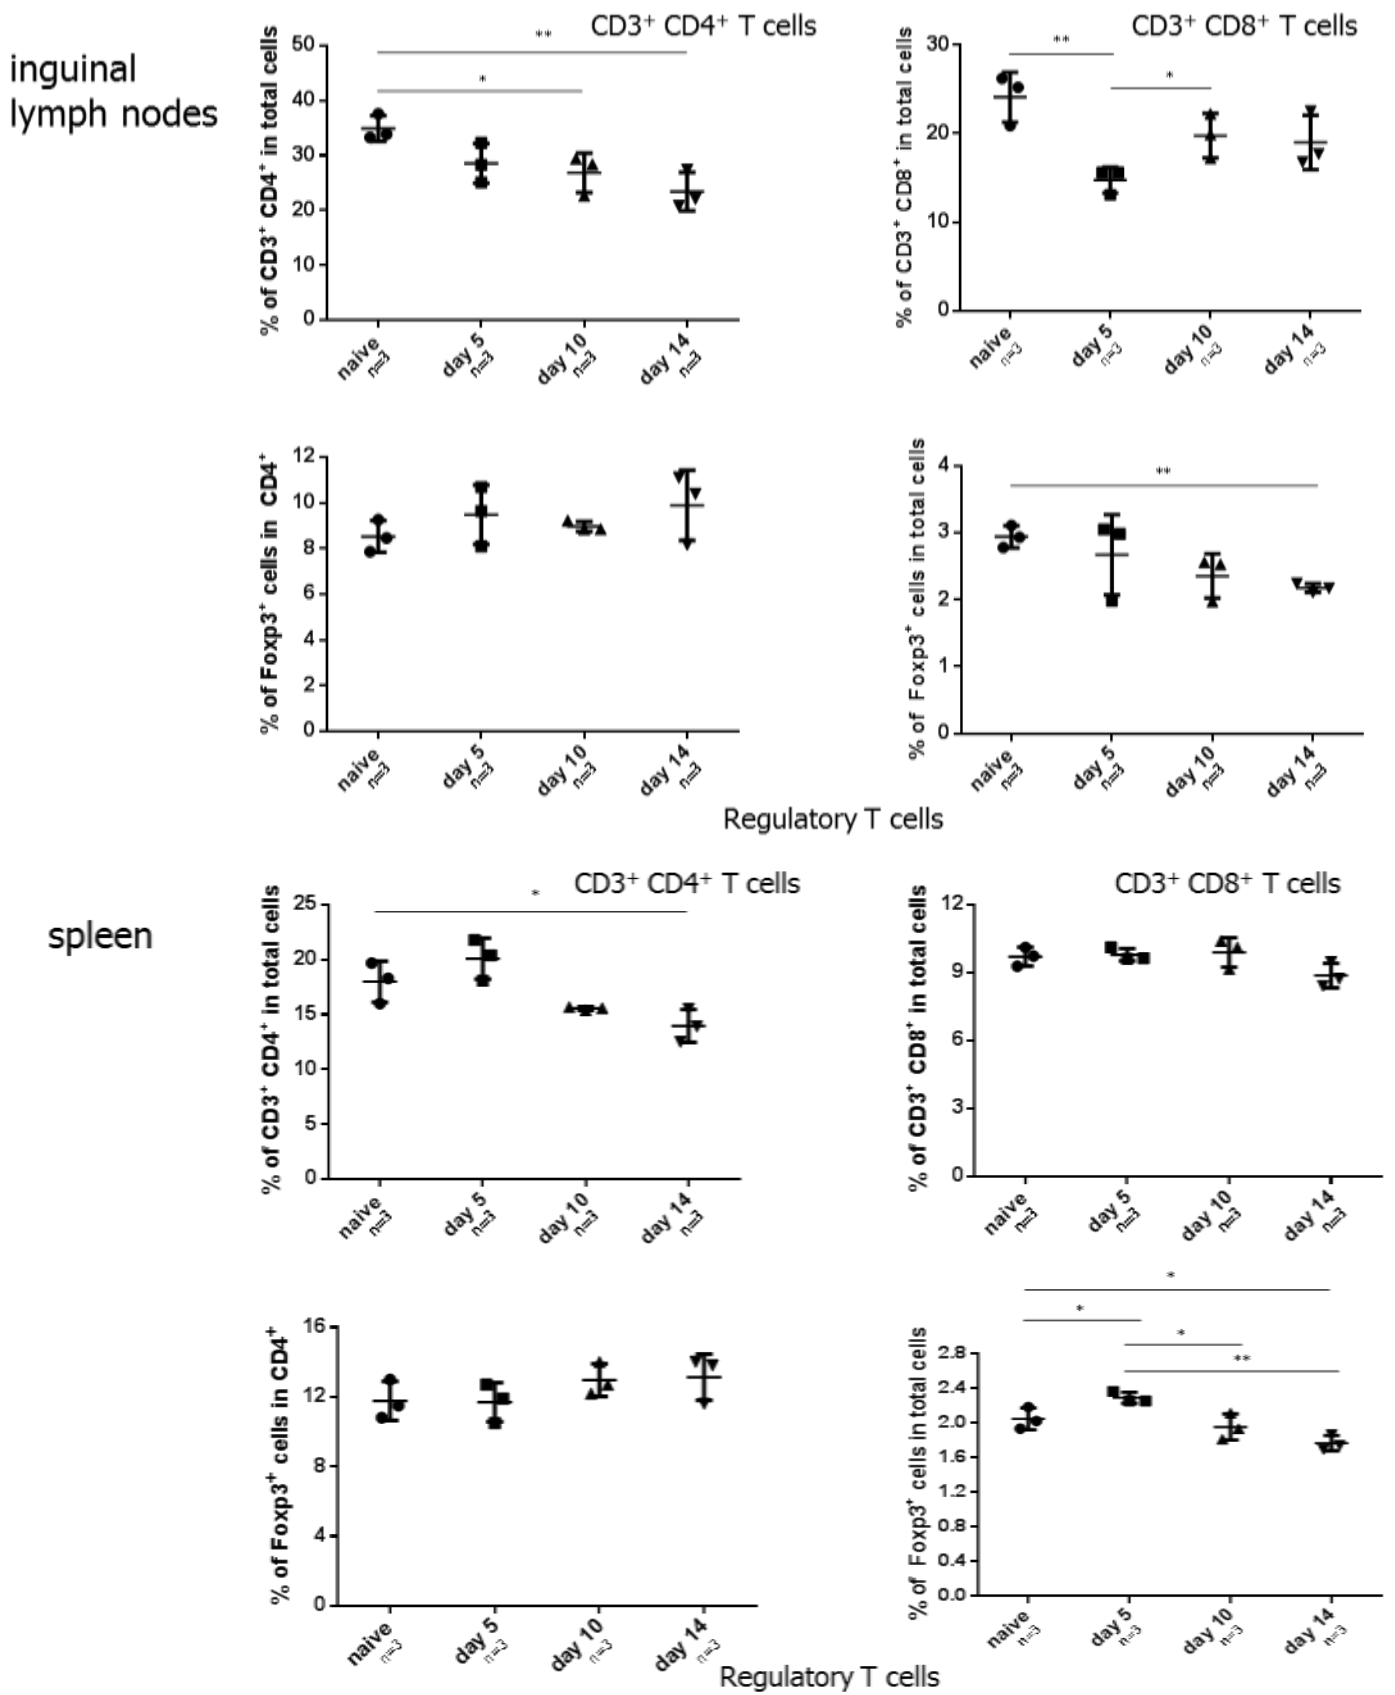 inguinal
lymph nodes
CD3⁺ CD4⁺ T cells
% of CD3⁺ CD4⁺ in total cells
50
40
30
20
10
0
**
*
naive
n=3
day 5
n=3
day 10
n=3
day 14
n=3
CD3⁺ CD8⁺ T cells
% of CD3⁺ CD8⁺ in total cells
30
20
10
0
**
*
naive
n=3
day 5
n=3
day 10
n=3
day 14
n=3
% of Foxp3⁺ cells in CD4⁺
12
10
8
6
4
2
0
naive
n=3
day 5
n=3
day 10
n=3
day 14
n=3
% of Foxp3⁺ cells in total cells
4
3
2
1
0
**
naive
n=3
day 5
n=3
day 10
n=3
day 14
n=3
Regulatory T cells
spleen
CD3⁺ CD4⁺ T cells
% of CD3⁺ CD4⁺ in total cells
25
20
15
10
5
0
*
naive
n=3
day 5
n=3
day 10
n=3
day 14
n=3
CD3⁺ CD8⁺ T cells
% of CD3⁺ CD8⁺ in total cells
12
9
6
3
0
naive
n=3
day 5
n=3
day 10
n=3
day 14
n=3
% of Foxp3⁺ cells in CD4⁺
16
12
8
4
0
naive
n=3
day 5
n=3
day 10
n=3
day 14
n=3
% of Foxp3⁺ cells in total cells
*
*
*
**
2.8
2.4
2.0
1.6
1.2
0.8
0.4
0.0
naive
n=3
day 5
n=3
day 10
n=3
day 14
n=3
Regulatory T cells